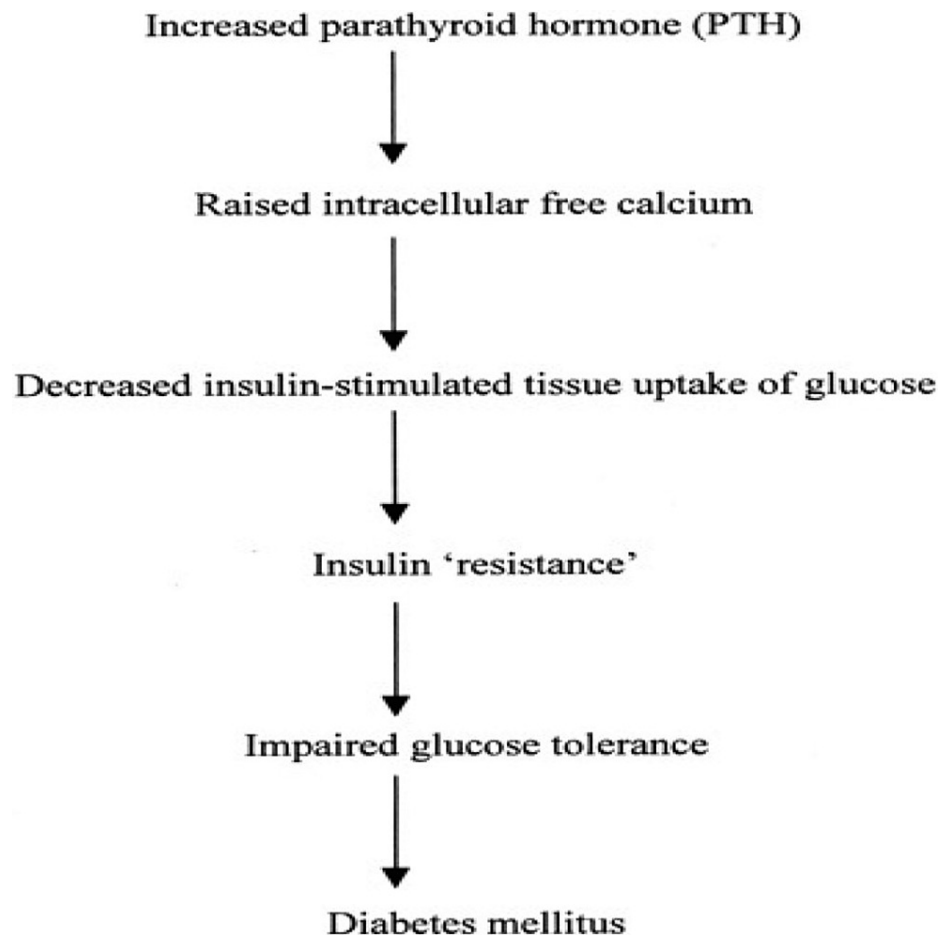 Increased parathyroid hormone (PTH)
Raised intracellular free calcium
Decreased insulin-stimulated tissue uptake of glucose
Insulin ‘resistance’
Impaired glucose tolerance
Diabetes mellitus